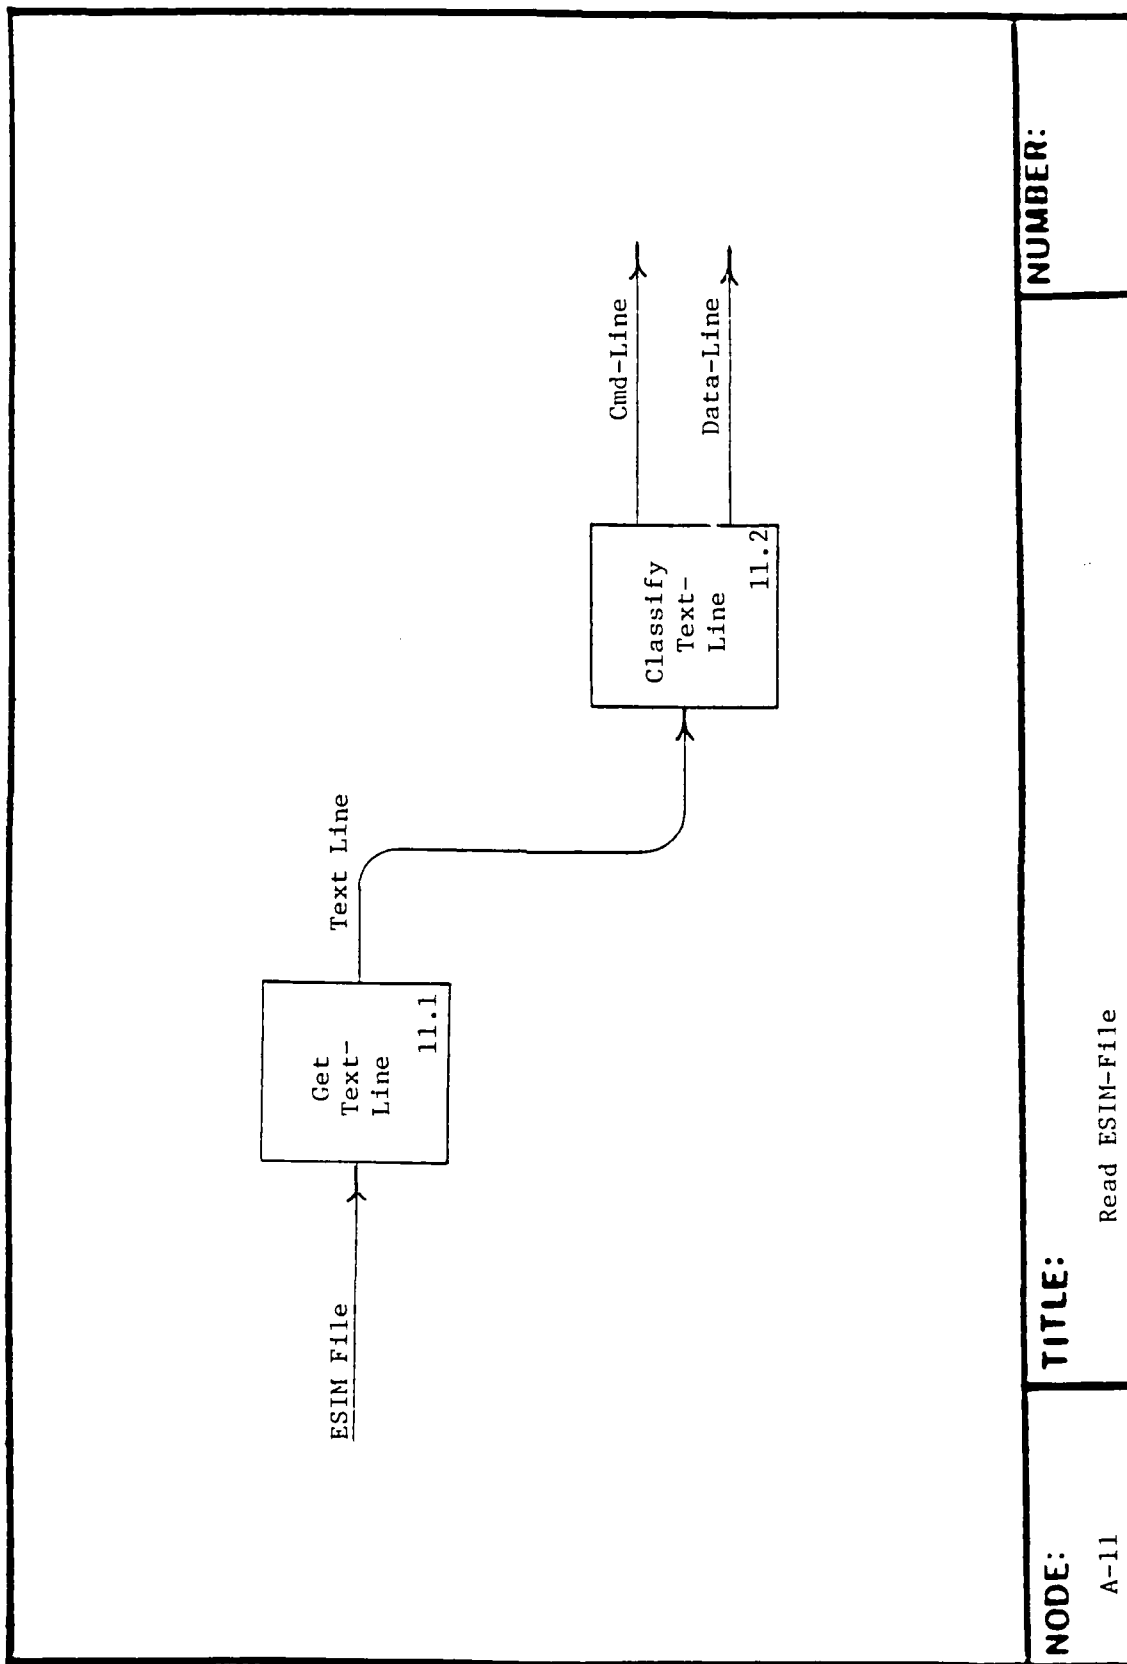 ESIM File
Get
Text-
Line
11.1
Text Line
Classify
Text-
Line
11.2
Cmd-Line
Data-Line
NODE:
A-11
TITLE:
Read ESIM-File
NUMBER: